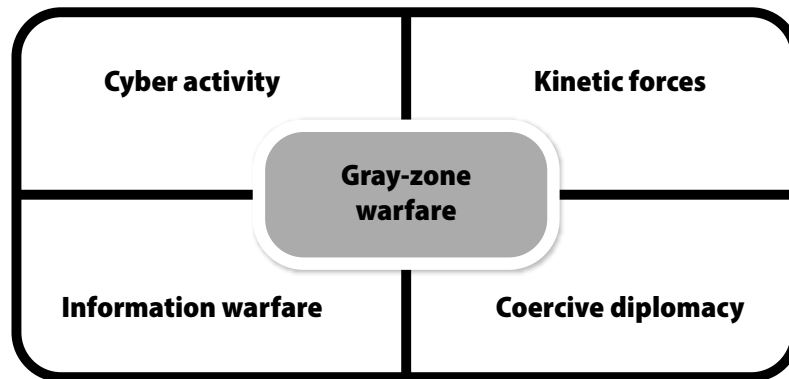 Cyber activity
Kinetic forces
Gray-zone
warfare
Information warfare
Coercive diplomacy